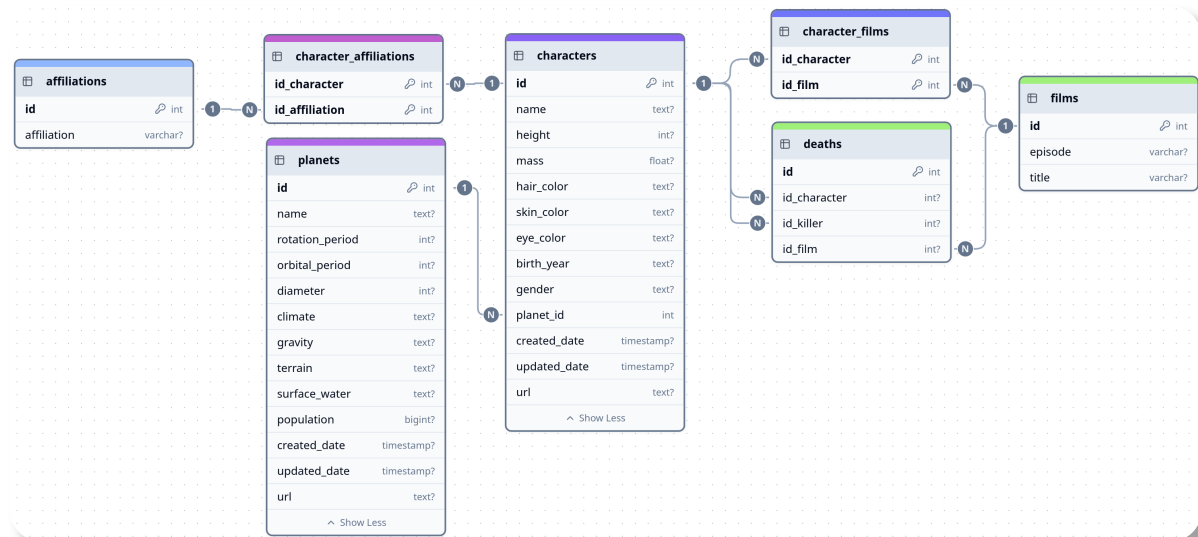 affiliations
id int
affiliation varchar?
1
N
character_affiliations
id_character int
id_affiliation int
N
1
planets
id int
name text?
rotation_period int?
orbital_period int?
diameter int?
climate text?
gravity text?
terrain text?
surface_water text?
population bigint?
created_date timestamp?
updated_date timestamp?
url text?
Show Less
1
N
characters
id int
name text?
height int?
mass float?
hair_color text?
skin_color text?
eye_color text?
birth_year text?
gender text?
planet_id int
created_date timestamp?
updated_date timestamp?
url text?
Show Less
1
N
N
N
character_films
id_character int
id_film int
N
deaths
id int
id_character int?
id_killer int?
id_film int?
N
1
films
id int
episode varchar?
title varchar?